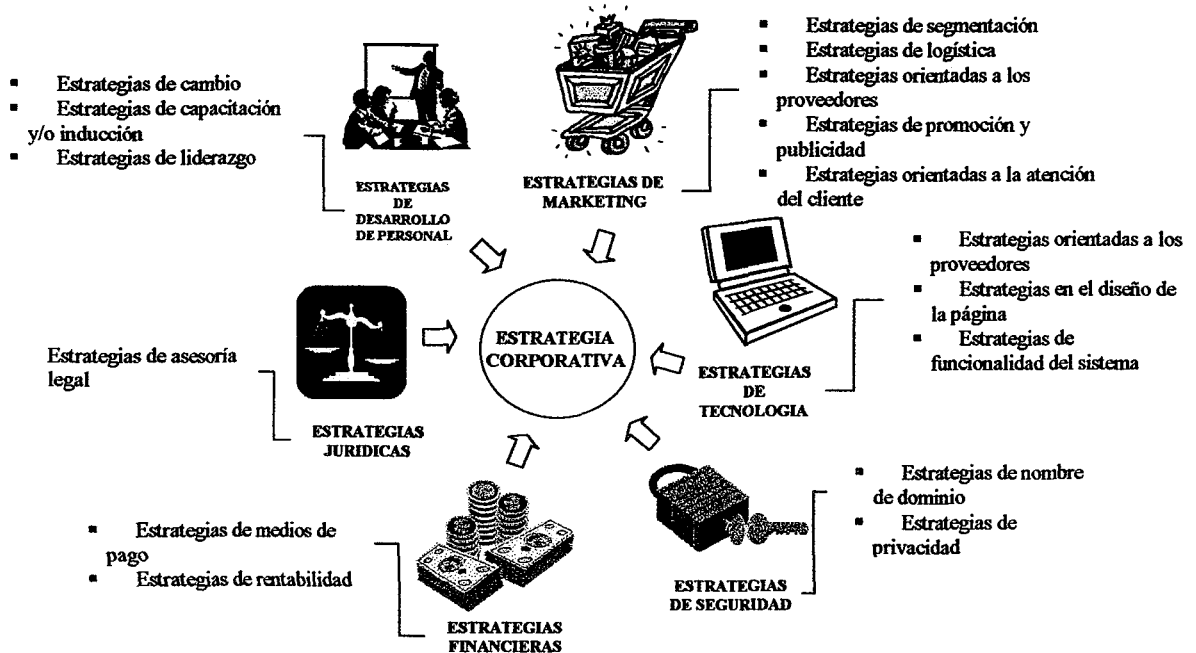 ▪ Estrategias de cambio
▪ Estrategias de capacitación
y/o inducción
▪ Estrategias de liderazgo
ESTRATEGIAS
DE
DESARROLLO
DE PERSONAL
▪ Estrategias de segmentación
▪ Estrategias de logística
▪ Estrategias orientadas a los
proveedores
▪ Estrategias de promoción y
publicidad
▪ Estrategias orientadas a la atención
del cliente
ESTRATEGIAS DE
MARKETING
▪ Estrategias orientadas a los
proveedores
▪ Estrategias en el diseño de
la página
▪ Estrategias de
funcionalidad del sistema
ESTRATEGIAS
DE
TECNOLOGIA
ESTRATEGIA
CORPORATIVA
Estrategias de asesoría
legal
ESTRATEGIAS
JURIDICAS
▪ Estrategias de nombre
de dominio
▪ Estrategias de
privacidad
ESTRATEGIAS
DE SEGURIDAD
▪ Estrategias de medios de
pago
▪ Estrategias de rentabilidad
ESTRATEGIAS
FINANCIERAS